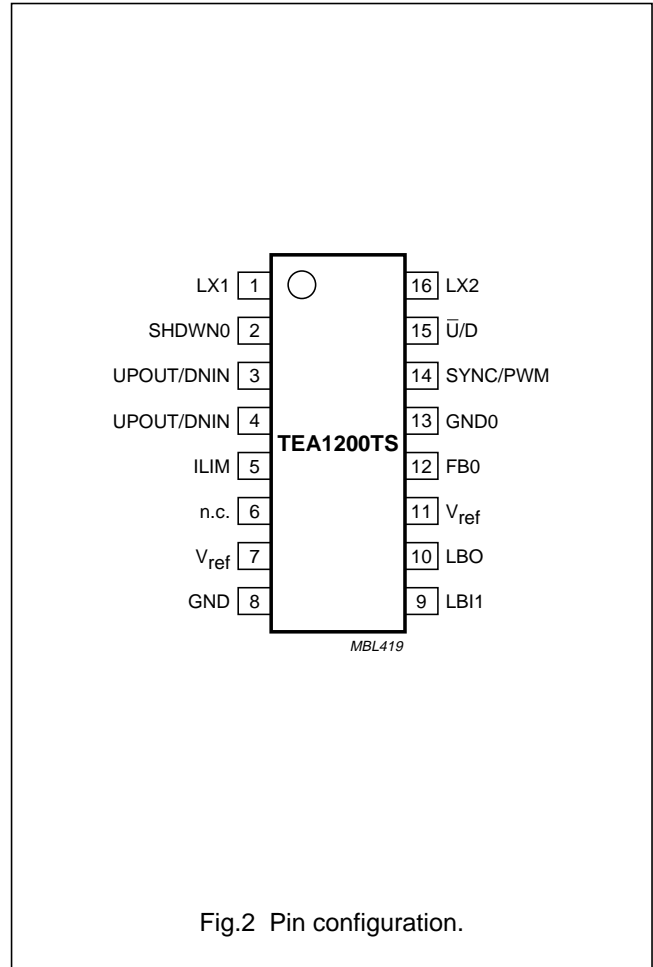 LX1 1 16 LX2
SHDWN0 2 15 U̅/D
UPOUT/DNIN 3 14 SYNC/PWM
UPOUT/DNIN 4 13 GND0
TEA1200TS
ILIM 5 12 FB0
n.c. 6 11 Vref
Vref 7 10 LBO
GND 8 9 LBI1
MBL419
Fig.2 Pin configuration.